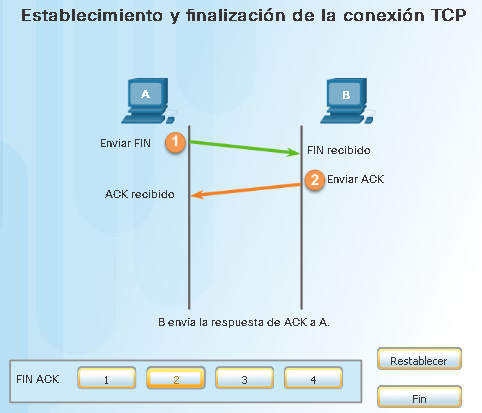 Establecimiento y finalización de la conexión TCP
A
B
Enviar FIN
1
FIN recibido
2
Enviar ACK
ACK recibido
B envía la respuesta de ACK a A.
Restablecer
FIN ACK
1
2
3
4
Fin